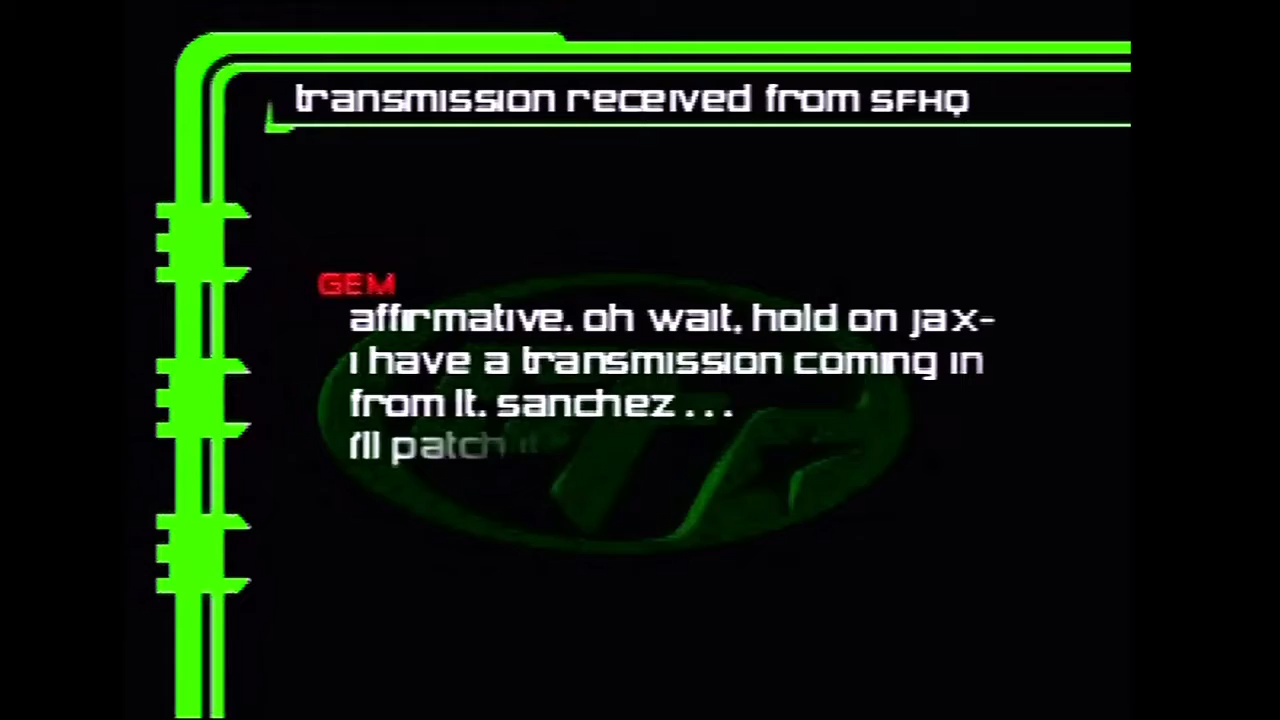 transmission received from SFHQ
GEM
affirmative. oh wait, hold on jax-
i have a transmission coming in
from lt. sanchez...
i'll patch it